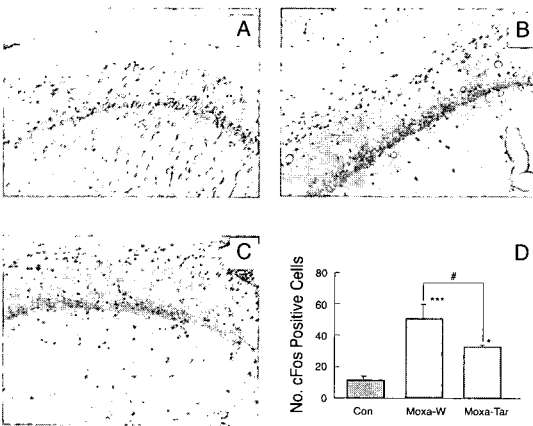 A
B
C
D
No. cFos Positive Cells
80
60
40
20
0
#
***
*
Con Moxa-W Moxa-Tar